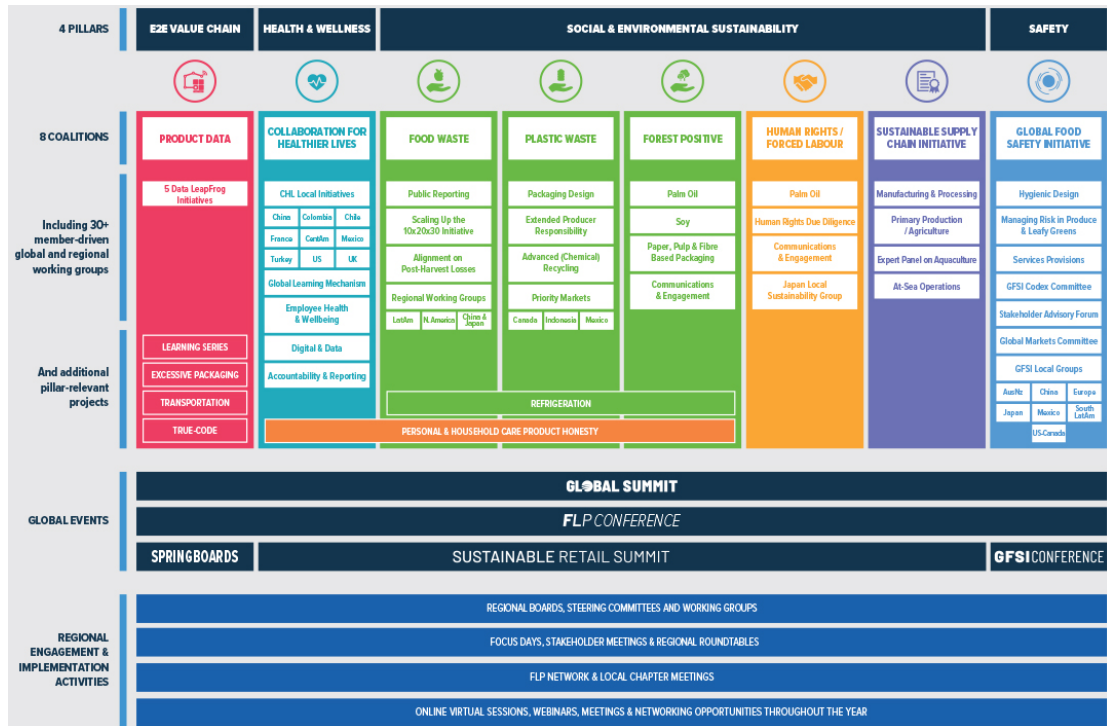 4 PILLARS
E2E VALUE CHAIN
HEALTH & WELLNESS
SOCIAL & ENVIRONMENTAL SUSTAINABILITY
SAFETY
8 COALITIONS
PRODUCT DATA
COLLABORATION FOR
HEALTHIER LIVES
FOOD WASTE
PLASTIC WASTE
FOREST POSITIVE
HUMAN RIGHTS /
FORCED LABOUR
SUSTAINABLE SUPPLY
CHAIN INITIATIVE
GLOBAL FOOD
SAFETY INITIATIVE
Including 30+
member-driven
global and regional
working groups
And additional
pillar-relevant
projects
5 Data LeapFrog
Initiatives
LEARNING SERIES
EXCESSIVE PACKAGING
TRANSPORTATION
TRUE-CODE
CHL Local Initiatives
China
Colombia
Chile
France
CentAm
Mexico
Turkey
US
UK
Global Learning Mechanism
Employee Health
& Wellbeing
Digital & Data
Accountability & Reporting
Public Reporting
Scaling Up the
10x20x30 Initiative
Alignment on
Post-Harvest Losses
Regional Working Groups
LatAm
N. America
China &
Japan
Packaging Design
Extended Producer
Responsibility
Advanced (Chemical)
Recycling
Priority Markets
Canada
Indonesia
Mexico
Palm Oil
Soy
Paper, Pulp & Fibre
Based Packaging
Communications
& Engagement
REFRIGERATION
PERSONAL & HOUSEHOLD CARE PRODUCT HONESTY
Palm Oil
Human Rights Due Diligence
Communications
& Engagement
Japan Local
Sustainability Group
Manufacturing & Processing
Primary Production
/ Agriculture
Expert Panel on Aquaculture
At-Sea Operations
Hygienic Design
Managing Risk in Produce
& Leafy Greens
Services Provisions
GFSI Codex Committee
Stakeholder Advisory Forum
Global Markets Committee
GFSI Local Groups
AusNz
China
Europe
Japan
Mexico
South
LatAm
US-Canada
GLOBAL EVENTS
GLOBAL SUMMIT
FLP CONFERENCE
SPRINGBOARDS
SUSTAINABLE RETAIL SUMMIT
GFSI CONFERENCE
REGIONAL
ENGAGEMENT &
IMPLEMENTATION
ACTIVITIES
REGIONAL BOARDS, STEERING COMMITTEES AND WORKING GROUPS
FOCUS DAYS, STAKEHOLDER MEETINGS & REGIONAL ROUNDTABLES
FLP NETWORK & LOCAL CHAPTER MEETINGS
ONLINE VIRTUAL SESSIONS, WEBINARS, MEETINGS & NETWORKING OPPORTUNITIES THROUGHOUT THE YEAR